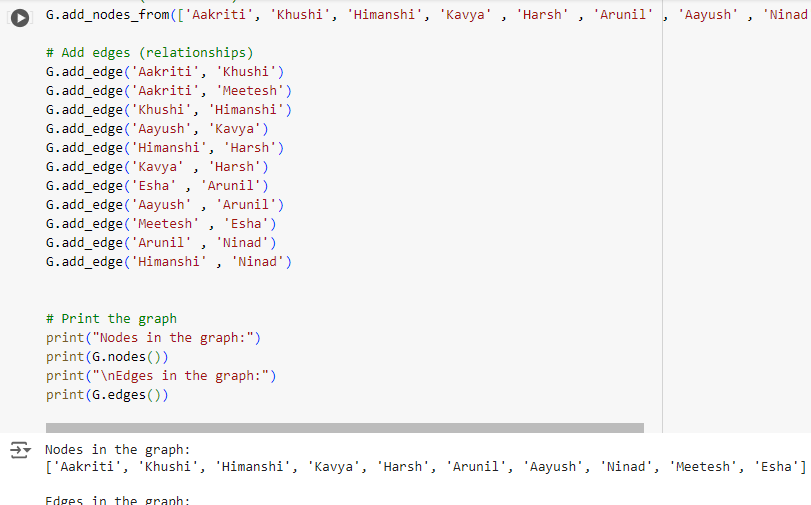 G.add_nodes_from(['Aakriti', 'Khushi', 'Himanshi', 'Kavya' , 'Harsh' , 'Arunil' , 'Aayush' , 'Ninad
# Add edges (relationships)
G.add_edge('Aakriti', 'Khushi')
G.add_edge('Aakriti', 'Meetesh')
G.add_edge('Khushi', 'Himanshi')
G.add_edge('Aayush', 'Kavya')
G.add_edge('Himanshi', 'Harsh')
G.add_edge('Kavya' , 'Harsh')
G.add_edge('Esha' , 'Arunil')
G.add_edge('Aayush' , 'Arunil')
G.add_edge('Meetesh' , 'Esha')
G.add_edge('Arunil' , 'Ninad')
G.add_edge('Himanshi' , 'Ninad')
# Print the graph
print("Nodes in the graph:")
print(G.nodes())
print("\nEdges in the graph:")
print(G.edges())
Nodes in the graph:
['Aakriti', 'Khushi', 'Himanshi', 'Kavya', 'Harsh', 'Arunil', 'Aayush', 'Ninad', 'Meetesh', 'Esha']
Edges in the graph: